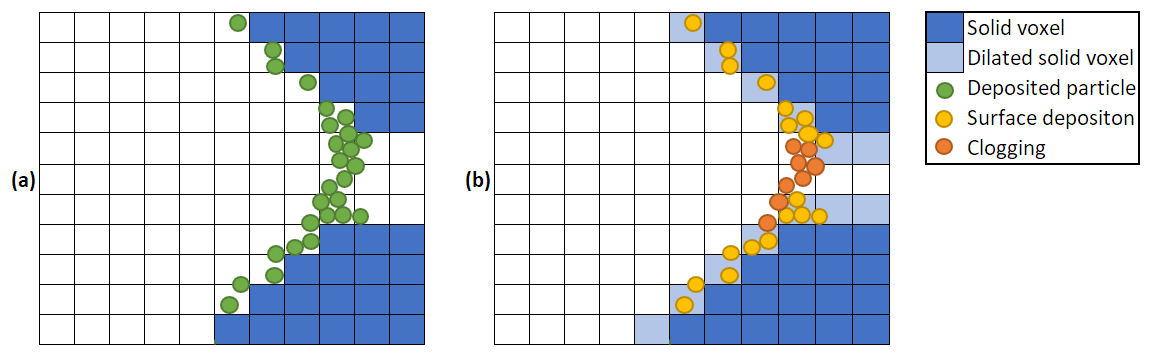 (a)
(b)
Solid voxel
Dilated solid voxel
Deposited particle
Surface depositon
Clogging